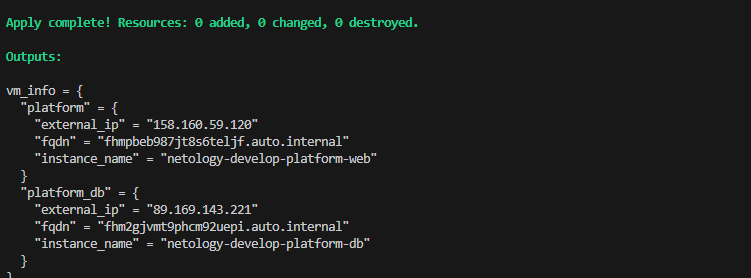 Apply complete! Resources: 0 added, 0 changed, 0 destroyed.
Outputs:
vm_info = {
  "platform" = {
    "external_ip" = "158.160.59.120"
    "fqdn" = "fhmpbeb987jt8s6teljf.auto.internal"
    "instance_name" = "netology-develop-platform-web"
  }
  "platform_db" = {
    "external_ip" = "89.169.143.221"
    "fqdn" = "fhm2gjvmt9phcm92uepi.auto.internal"
    "instance_name" = "netology-develop-platform-db"
  }
}